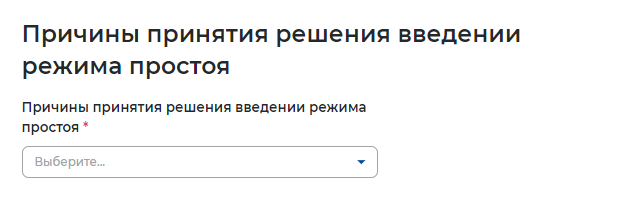 Причины принятия решения введении
режима простоя
Причины принятия решения введении режима
простоя *
Выберите...